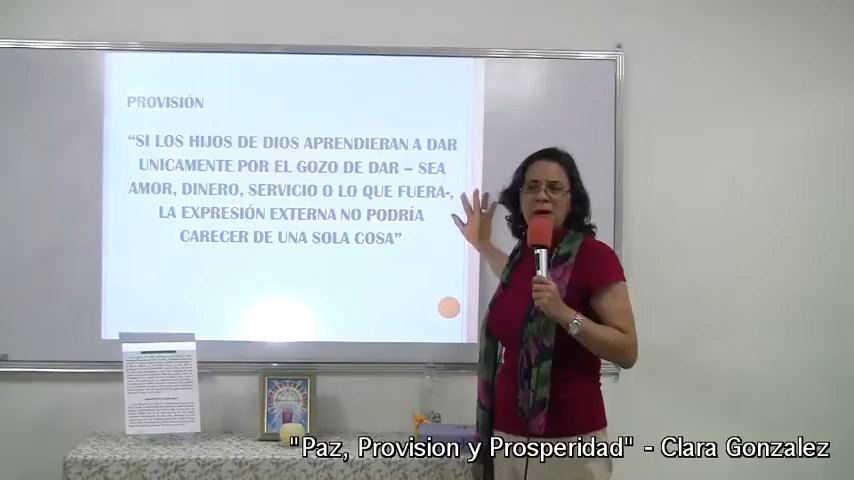 PROVISIÓN
“SI LOS HIJOS DE DIOS APRENDIERAN A DAR
UNICAMENTE POR EL GOZO DE DAR – SEA
AMOR, DINERO, SERVICIO O LO QUE FUERA-,
LA EXPRESIÓN EXTERNA NO PODRÍA
CARECER DE UNA SOLA COSA”
"Paz, Provision y Prosperidad" - Clara Gonzalez